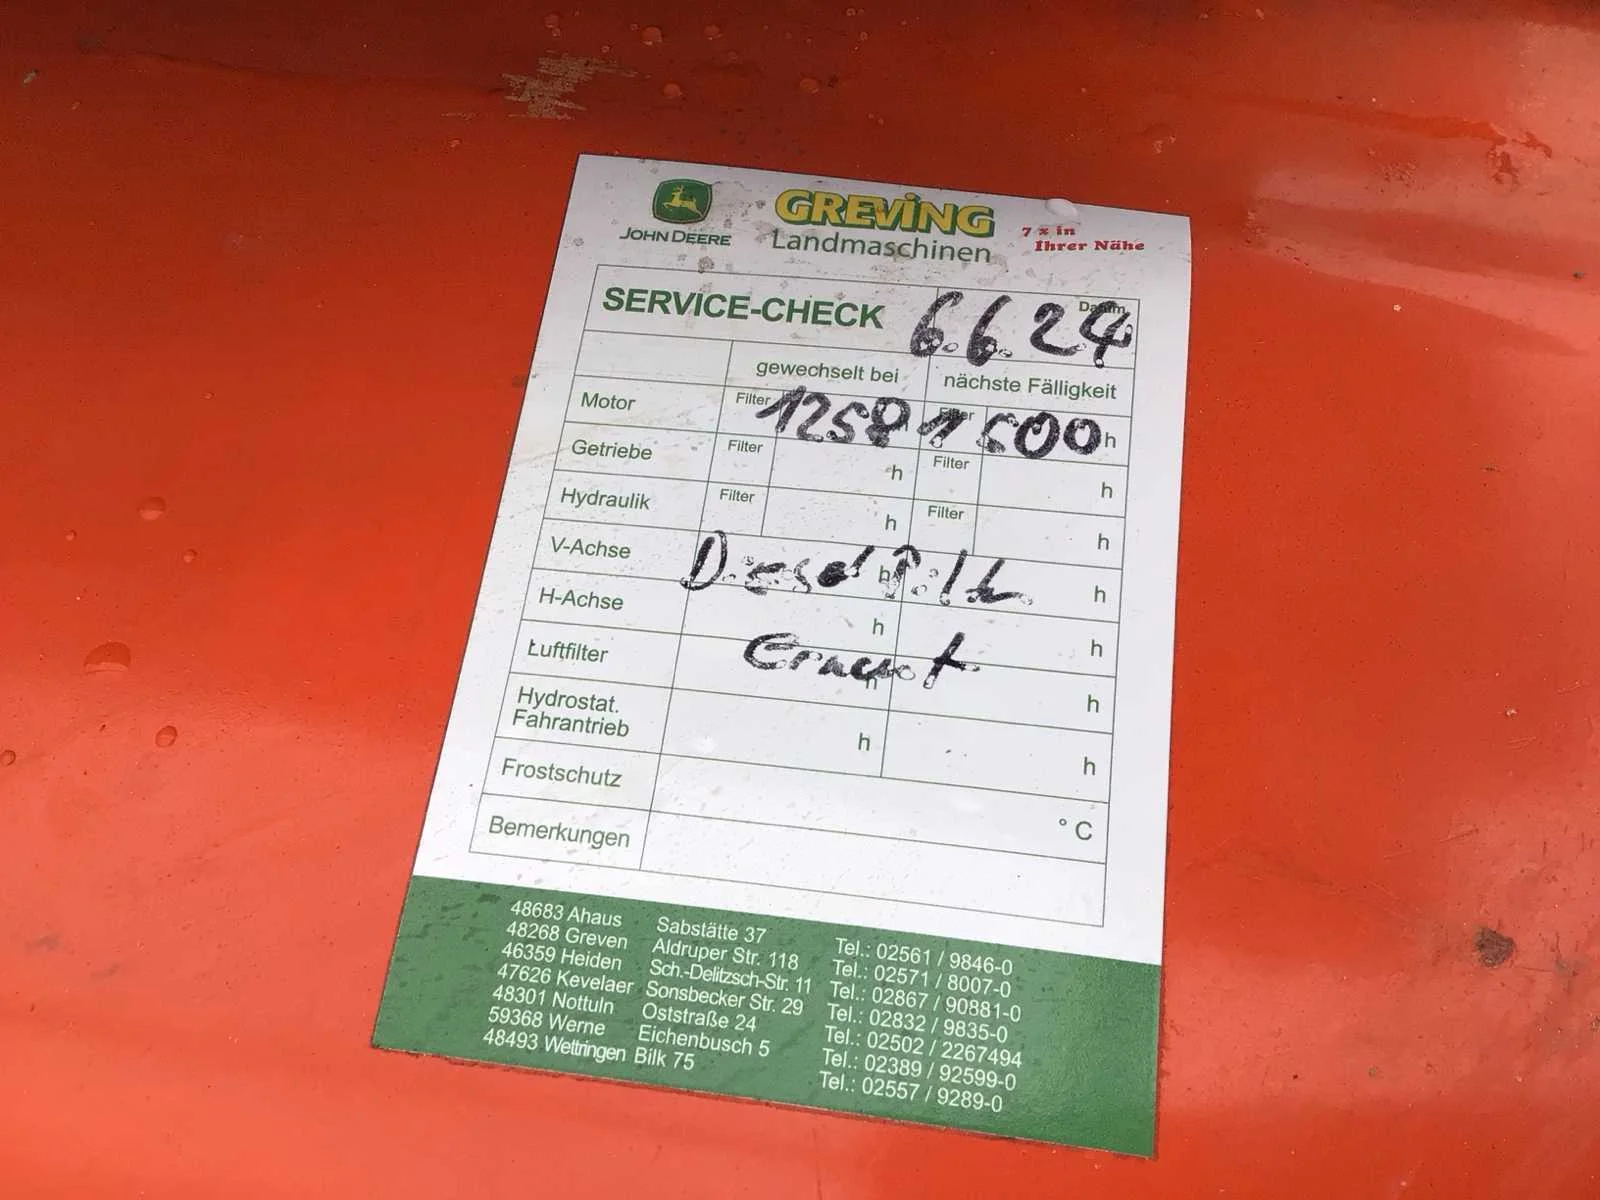 JOHN DEERE
GREVING
Landmaschinen
7 x in
Ihrer Nähe
SERVICE-CHECK Datum 6.6.24
gewechselt bei nächste Fälligkeit
Motor Filter 1258 h Filter 1500 h
Getriebe Filter h Filter h
Hydraulik Filter h Filter h
V-Achse Diesel h Filter h
H-Achse h h
Luftfilter h h
Hydrostat.
Fahrantrieb h h
Frostschutz °C
Bemerkungen
48683 Ahaus Sabstätte 37 Tel.: 02561 / 9846-0
48268 Greven Aldruper Str. 118 Tel.: 02571 / 8007-0
46359 Heiden Sch.-Delitzsch-Str. 11 Tel.: 02867 / 90881-0
47626 Kevelaer Sonsbecker Str. 29 Tel.: 02832 / 9835-0
48301 Nottuln Oststraße 24 Tel.: 02502 / 2267494
59368 Werne Eichenbusch 5 Tel.: 02389 / 92599-0
48493 Wettringen Bilk 75 Tel.: 02557 / 9289-0